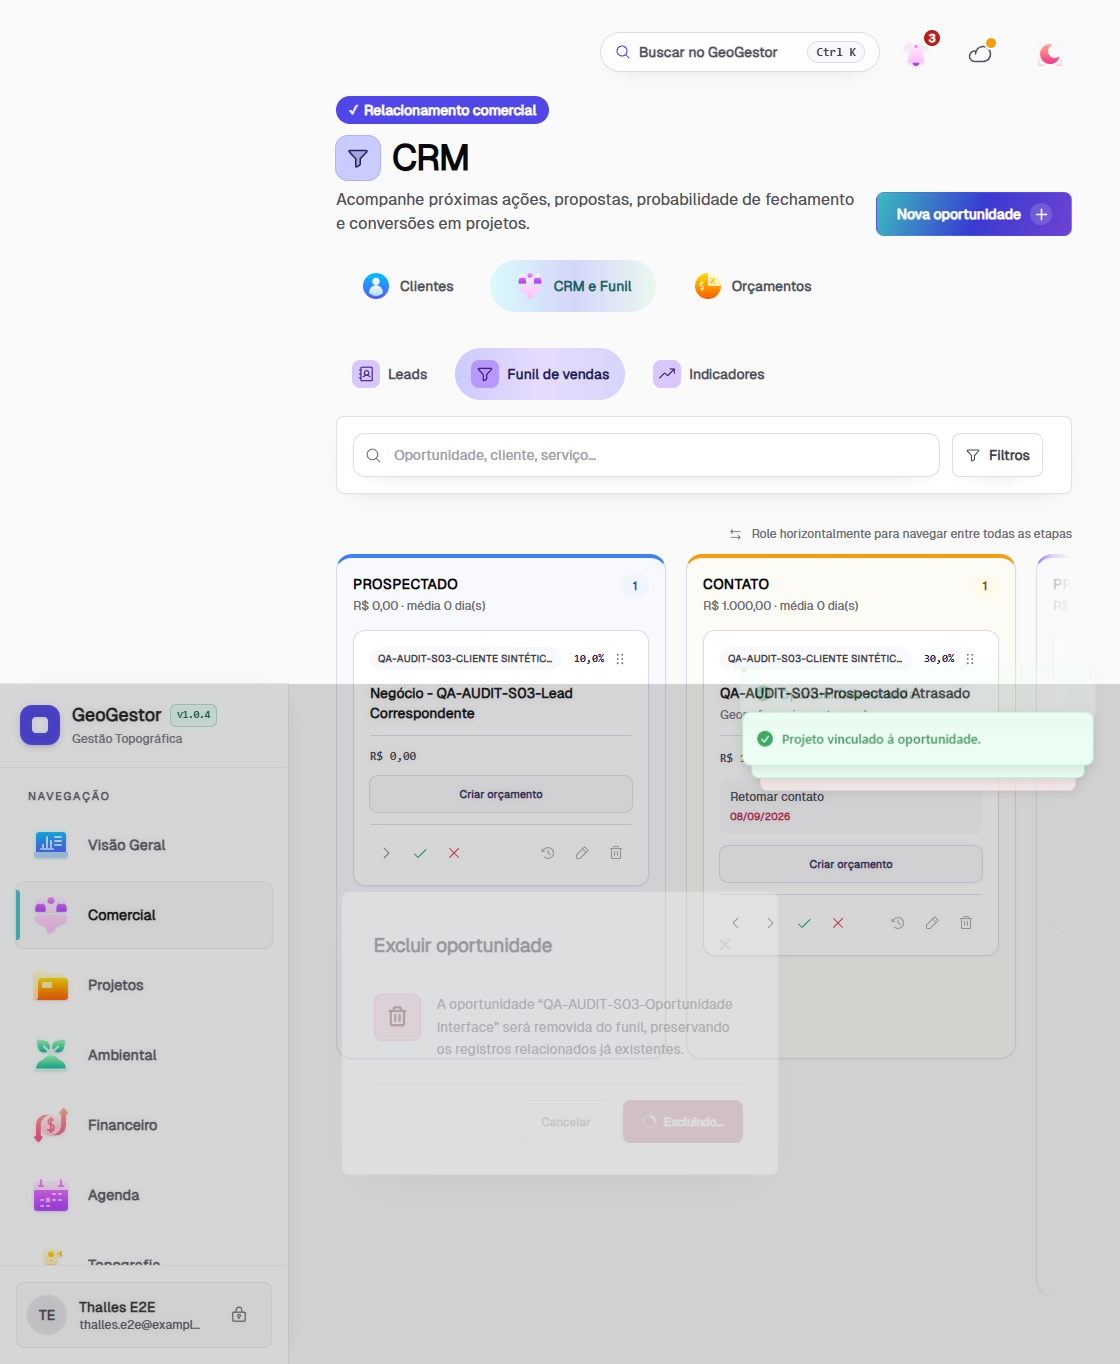 Buscar no GeoGestor
Ctrl K
3
✓ Relacionamento comercial
CRM
Acompanhe próximas ações, propostas, probabilidade de fechamento
e conversões em projetos.
Nova oportunidade
Clientes
CRM e Funil
Orçamentos
Leads
Funil de vendas
Indicadores
Oportunidade, cliente, serviço...
Filtros
Role horizontalmente para navegar entre todas as etapas
PROSPECTADO
1
R$ 0,00 · média 0 dia(s)
QA-AUDIT-S03-CLIENTE SINTÉTIC...
10,0%
Negócio - QA-AUDIT-S03-Lead
Correspondente
R$ 0,00
Criar orçamento
CONTATO
1
R$ 1.000,00 · média 0 dia(s)
QA-AUDIT-S03-CLIENTE SINTÉTIC...
30,0%
QA-AUDIT-S03-Prospectado Atrasado
R$
Projeto vinculado à oportunidade.
Retomar contato
08/09/2026
Criar orçamento
R$
GeoGestor
v1.0.4
Gestão Topográfica
NAVEGAÇÃO
Visão Geral
Comercial
Projetos
Ambiental
Financeiro
Agenda
Topografia
TE
Thalles E2E
thalles.e2e@exampl...
Excluir oportunidade
A oportunidade “QA-AUDIT-S03-Oportunidade
Interface” será removida do funil, preservando
os registros relacionados já existentes.
Cancelar
Excluindo...